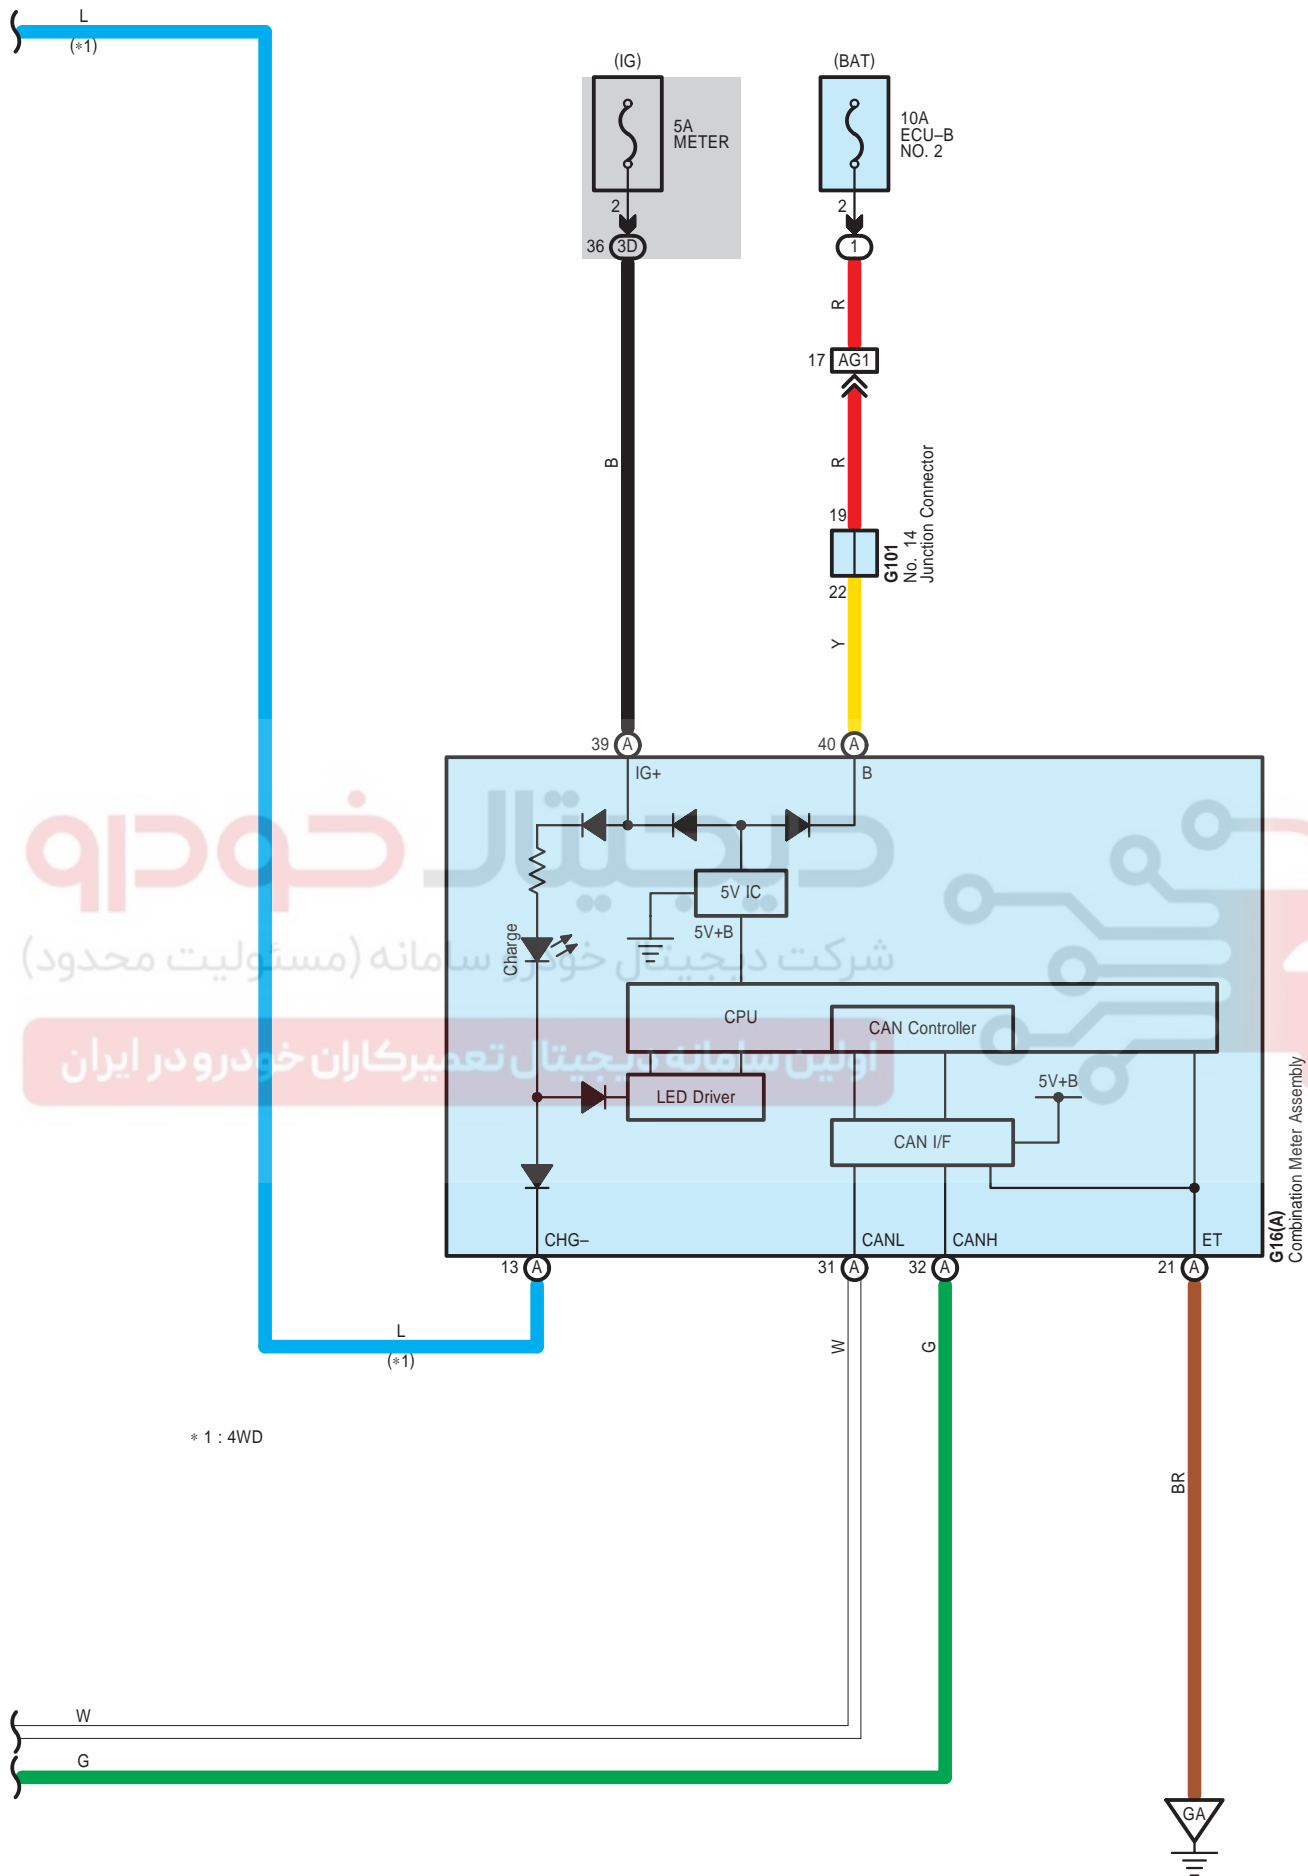 L
(*1)
(IG)
(BAT)
5A
METER
10A
ECU–B
NO. 2
2
2
36
3D
1
R
17
AG1
B
R
19
G101
No. 14
Junction Connector
22
Y
39
A
40
A
IG+
B
دیجیتال خودرو
5V IC
5V+B
Charge
شرکت دیجیتال خودرو سامانه (مسئولیت محدود)
CPU
CAN Controller
اولین سامانه دیجیتال تعمیرکاران خودرو در ایران
LED Driver
5V+B
CAN I/F
G16(A)
Combination Meter Assembly
CHG–
CANL
CANH
ET
13
A
31
A
32
A
21
A
L
(*1)
W
G
* 1 : 4WD
BR
W
G
GA